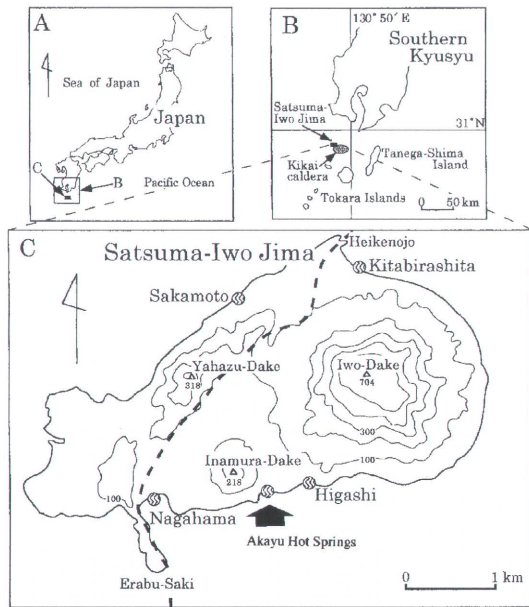 A
Sea of Japan
Japan
C
B
Pacific Ocean
B
130° 50´ E
Southern
Kyusyu
31°N
Satsuma-
Iwo Jima
Kikai
caldera
Tanega-Shima
Island
Tokara Islands
0 50 km
C
Satsuma-Iwo Jima
Heikenojo
Kitabirashita
Sakamoto
Yahazu-Dake
318
Iwo-Dake
704
300
100
Inamura-Dake
218
100
Higashi
Nagahama
Akayu Hot Springs
Erabu-Saki
0 1 km